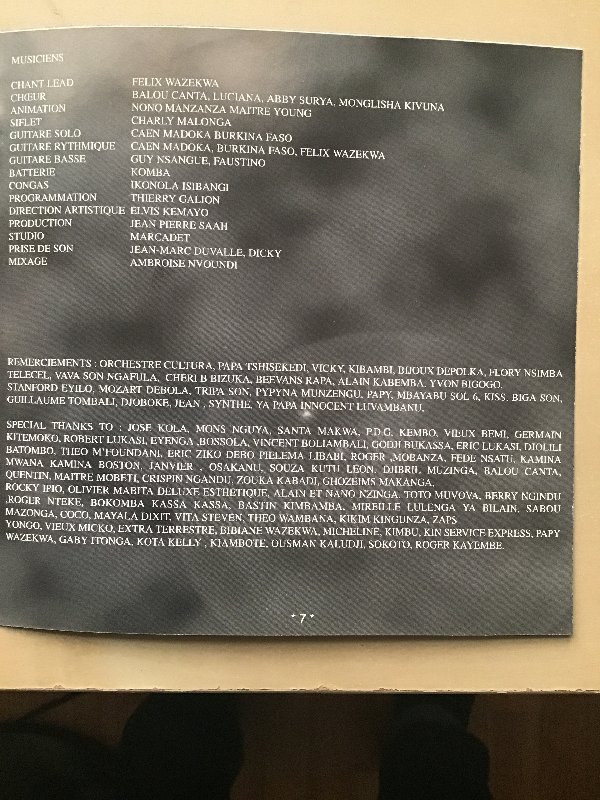 MUSICIENS
CHANT LEAD FELIX WAZEKWA
CHŒUR BALOU CANTA, LUCIANA, ABBY SURYA, MONGLISHA KIVUNA
ANIMATION NONO MANZANZA MAITRE YOUNG
SIFLET CHARLY MALONGA
GUITARE SOLO CAEN MADOKA BURKINA FASO
GUITARE RYTHMIQUE CAEN MADOKA, BURKINA FASO, FELIX WAZEKWA
GUITARE BASSE GUY NSANGUE, FAUSTINO
BATTERIE KOMBA
CONGAS IKONOLA ISIBANGI
PROGRAMMATION THIERRY GALION
DIRECTION ARTISTIQUE ELVIS KEMAYO
PRODUCTION JEAN PIERRE SAAH
STUDIO MARCADET
PRISE DE SON JEAN-MARC DUVALLE, DICKY
MIXAGE AMBROISE NVOUNDI
REMERCIEMENTS : ORCHESTRE CULTURA, PAPA TSHISEKEDI, VICKY, KIBAMBI, BIJOUX DEPOLKA, FLORY NSIMBA
TELECEL, VAVA SON NGAFULA, CHERI B BIZUKA, BEEVANS RAPA, ALAIN KABEMBA, YVON BIGOGO,
STANFORD EYILO, MOZART DEBOLA, TRIPA SON, PYPYNA MUNZENGU, PAPY, MBAYABU SOL 6, KISS, BIGA SON,
GUILLAUME TOMBALI, DJOBOKE, JEAN , SYNTHE, YA PAPA INNOCENT LUVAMBANU,
SPECIAL THANKS TO : JOSE KOLA, MONS NGUYA, SANTA MAKWA, P.D.G. KEMBO, VIEUX BEMI, GERMAIN
KITEMOKO, ROBERT LUKASI, EYENGA ,BOSSOLA, VINCENT BOLIAMBALI, GODJI BUKASSA, ERIC LUKASI, DIOLILI
BATOMBO, THEO M'FOUNDANI, ERIC ZIKO DEBO PIELEMA LIBABI, ROGER ,MOBANZA, FEDE NSATU, KAMINA
MWANA KAMINA BOSTON, JANVIER , OSAKANU, SOUZA KUTU LEON, DJIBRIL MUZINGA, BALOU CANTA,
QUENTIN, MAITRE MOBETI, CRISPIN NGANDU, ZOUKA KABADI, GHOZEIMS MAKANGA,
ROCKY IPIO, OLIVIER MABITA DELUXE ESTHETIQUE, ALAIN ET NANO NZINGA, TOTO MUVOVA, BERRY NGINDU
,ROGER NTEKE, BOKOMBA KASSA KASSA, BASTIN KIMBAMBA, MIREILLE LULENGA YA BILAIN, SABOU
MAZONGA, COCO, MAYALA DIXIT, VITA STEVEN, THEO WAMBANA, KIKIM KINGUNZA, ZAPS
YONGO, VIEUX MICKO, EXTRA TERRESTRE, BIBIANE WAZEKWA, MICHELINE, KIMBU, KIN SERVICE EXPRESS, PAPY
WAZEKWA, GABY ITONGA, KOTA KELLY , KIAMBOTE, OUSMAN KALUDJI, SOKOTO, ROGER KAYEMBE.
* 7 *